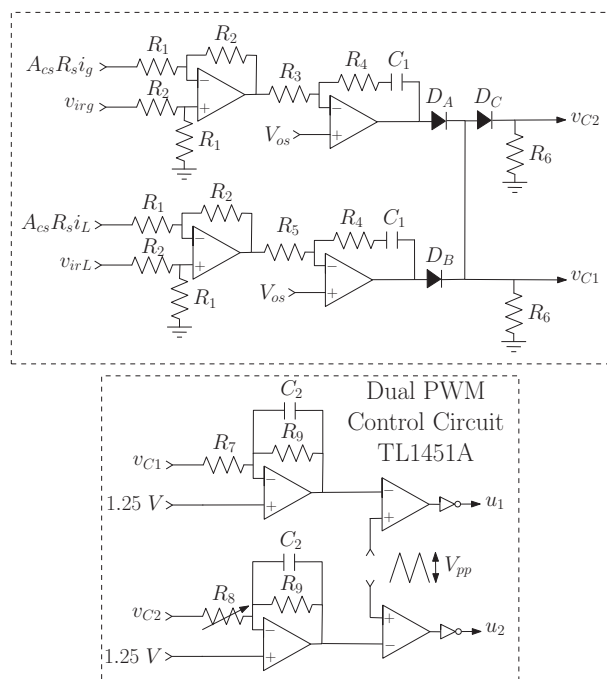 R_2
R_1
A_{cs}R_si_g
R_3
R_4
C_1
R_2
v_{irg}
D_A
D_C
v_{C2}
V_{os}
R_1
R_6
R_2
R_1
A_{cs}R_si_L
R_5
R_4
C_1
R_2
v_{irL}
D_B
v_{C1}
V_{os}
R_1
R_6
C_2
Dual PWM
Control Circuit
TL1451A
R_9
R_7
v_{C1}
1.25 V
u_1
C_2
V_{pp}
R_9
R_8
v_{C2}
u_2
1.25 V